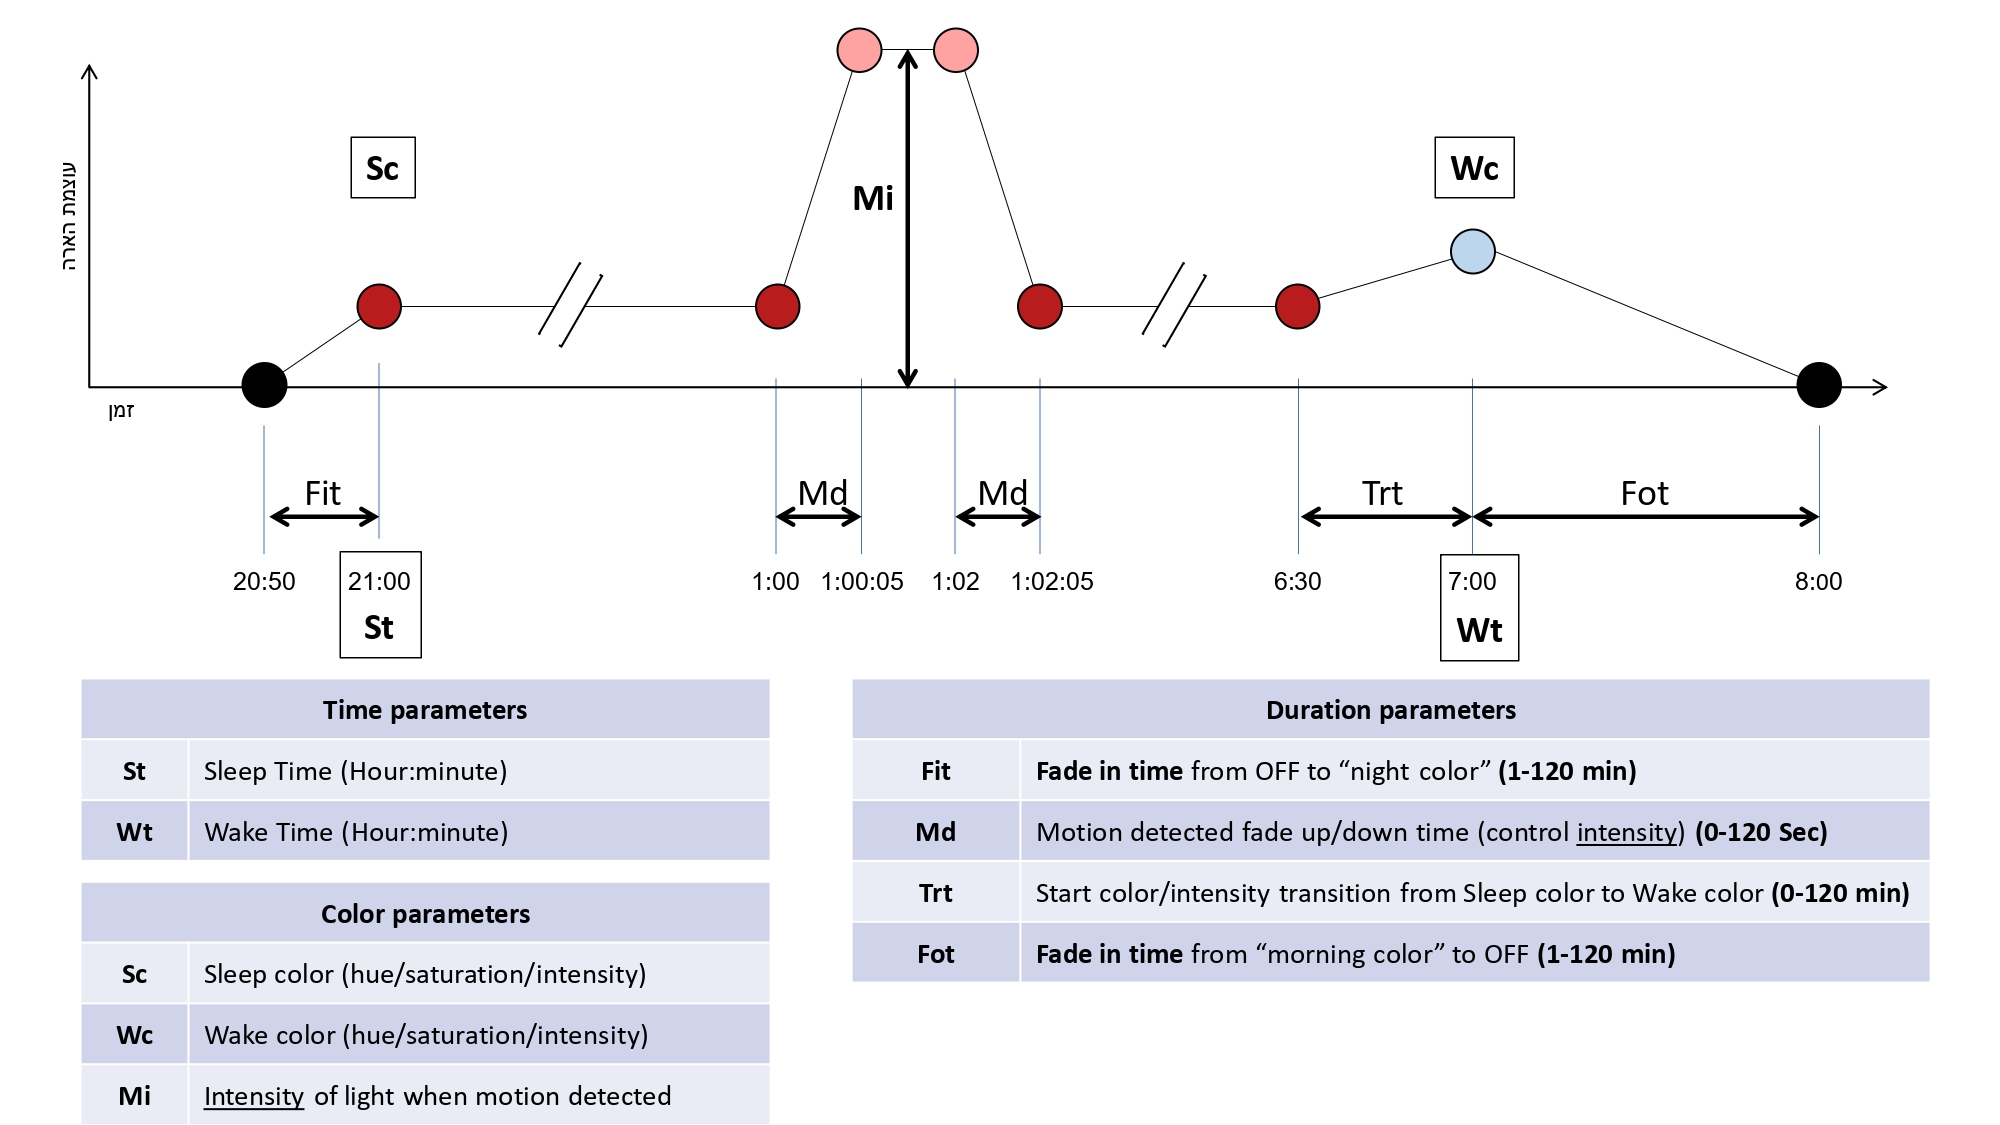 Sc
Wc
Mi
עוצמת הארה
זמן
Fit
Md
Md
Trt
Fot
20:50
21:00
1:00
1:00:05
1:02
1:02:05
6:30
7:00
8:00
St
Wt
Time parameters
St Sleep Time (Hour:minute)
Wt Wake Time (Hour:minute)
Color parameters
Sc Sleep color (hue/saturation/intensity)
Wc Wake color (hue/saturation/intensity)
Mi Intensity of light when motion detected
Duration parameters
Fit Fade in time from OFF to “night color” (1-120 min)
Md Motion detected fade up/down time (control intensity) (0-120 Sec)
Trt Start color/intensity transition from Sleep color to Wake color (0-120 min)
Fot Fade in time from “morning color” to OFF (1-120 min)